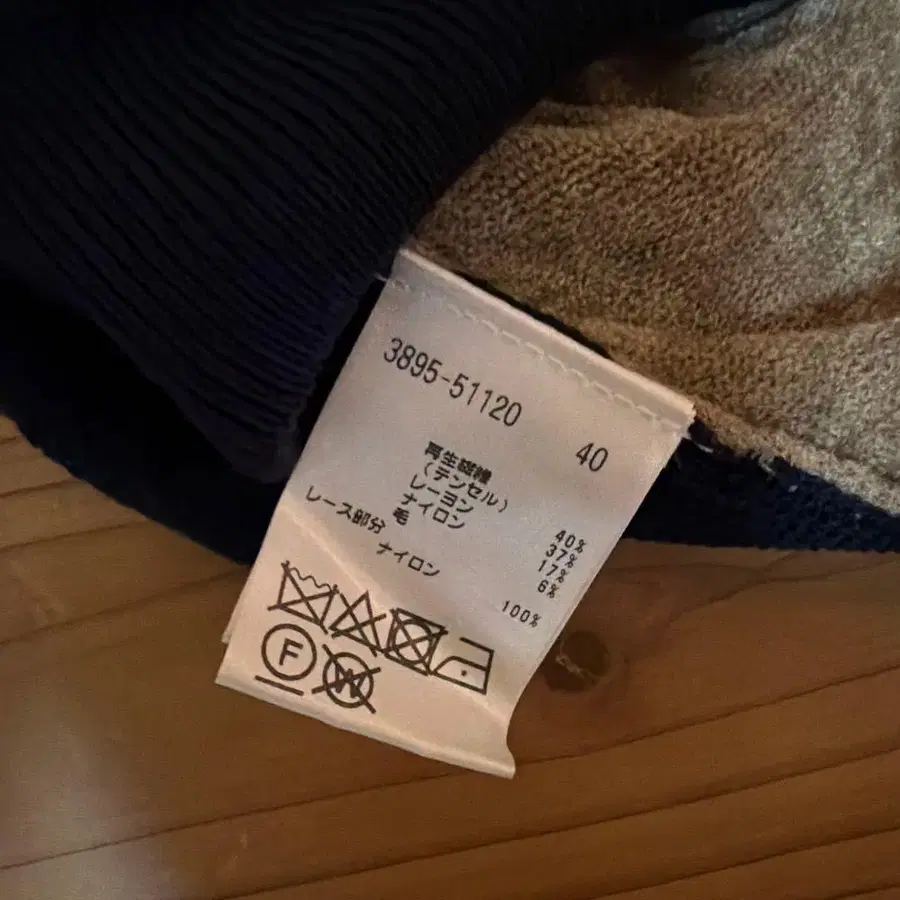 3895-51120
40
再生繊維
(テンセル) 40%
レーヨン 37%
ナイロン 17%
毛 6%
レース部分
ナイロン 100%
F
W